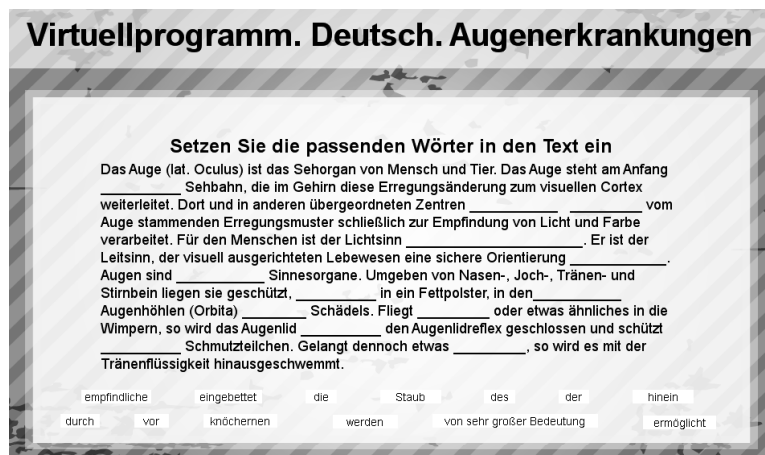 Virtuellprogramm. Deutsch. Augenerkrankungen
Setzen Sie die passenden Wörter in den Text ein
Das Auge (lat. Oculus) ist das Sehorgan von Mensch und Tier. Das Auge steht am Anfang
___________ Sehbahn, die im Gehirn diese Erregungsänderung zum visuellen Cortex
weiterleitet. Dort und in anderen übergeordneten Zentren ____________ __________ vom
Auge stammenden Erregungsmuster schließlich zur Empfindung von Licht und Farbe
verarbeitet. Für den Menschen ist der Lichtsinn ________________________. Er ist der
Leitsinn, der visuell ausgerichteten Lebewesen eine sichere Orientierung _____________.
Augen sind ____________ Sinnesorgane. Umgeben von Nasen-, Joch-, Tränen- und
Stirnbein liegen sie geschützt, ___________ in ein Fettpolster, in den____________
Augenhöhlen (Orbita) _________ Schädels. Fliegt __________ oder etwas ähnliches in die
Wimpern, so wird das Augenlid ___________ den Augenlidreflex geschlossen und schützt
___________ Schmutzteilchen. Gelangt dennoch etwas __________, so wird es mit der
Tränenflüssigkeit hinausgeschwemmt.
empfindliche eingebettet die Staub des der hinein
durch vor knöchernen werden von sehr großer Bedeutung ermöglicht